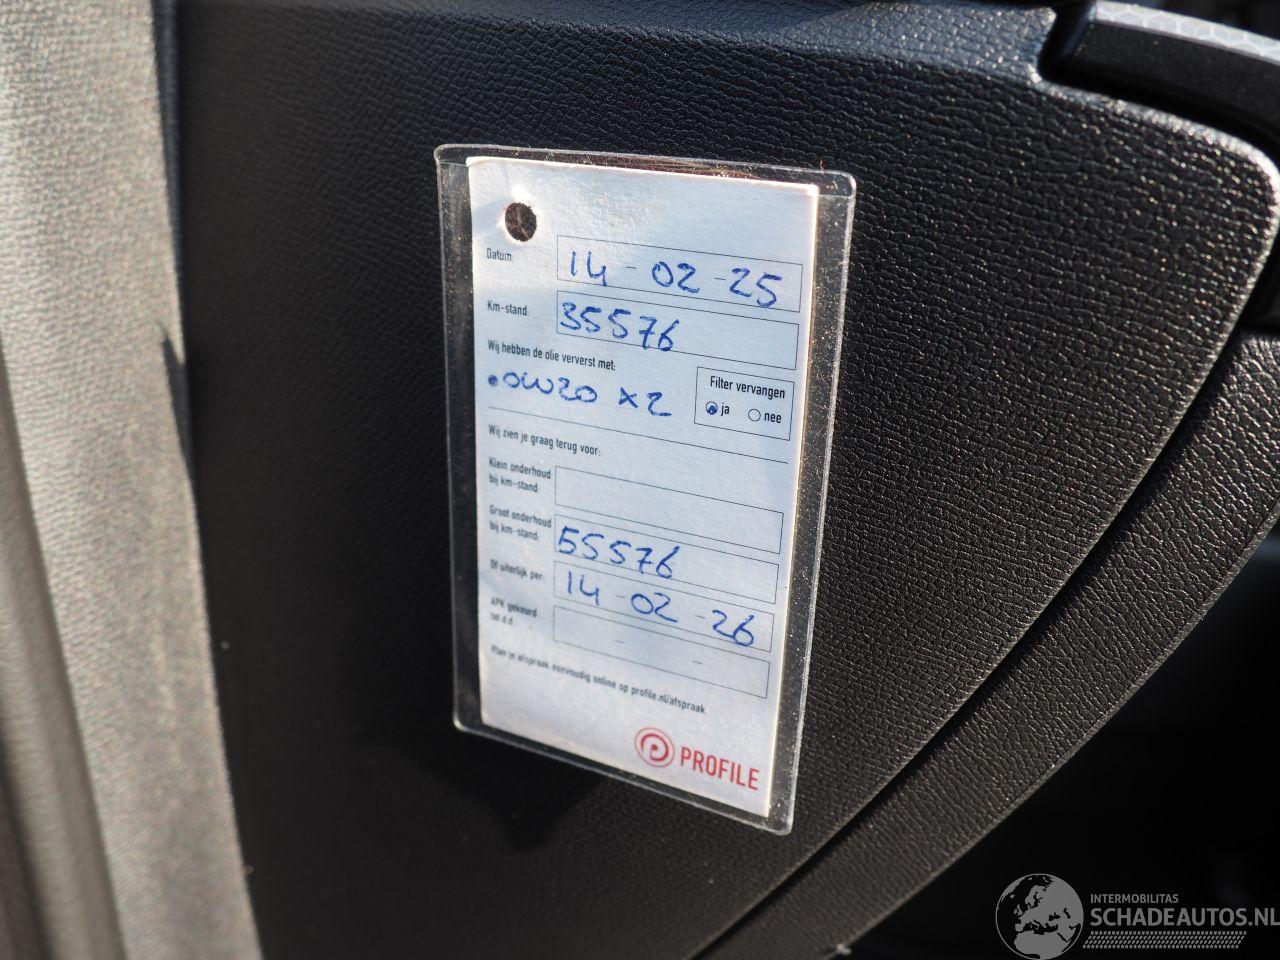 Datum: 14-02-25
Km-stand: 35576
Wij hebben de olie ververst met:
.0W20 x2
Filter vervangen
ja nee
Wij zien je graag terug voor:
Klein onderhoud
bij km-stand:
Groot onderhoud
bij km-stand: 55576
Of uiterlijk per: 14-02-26
APK gekeurd
tot d.d.: - -
Plan je afspraak eenvoudig online op profile.nl/afspraak
PROFILE
INTERMOBILITAS
SCHADEAUTOS.NL